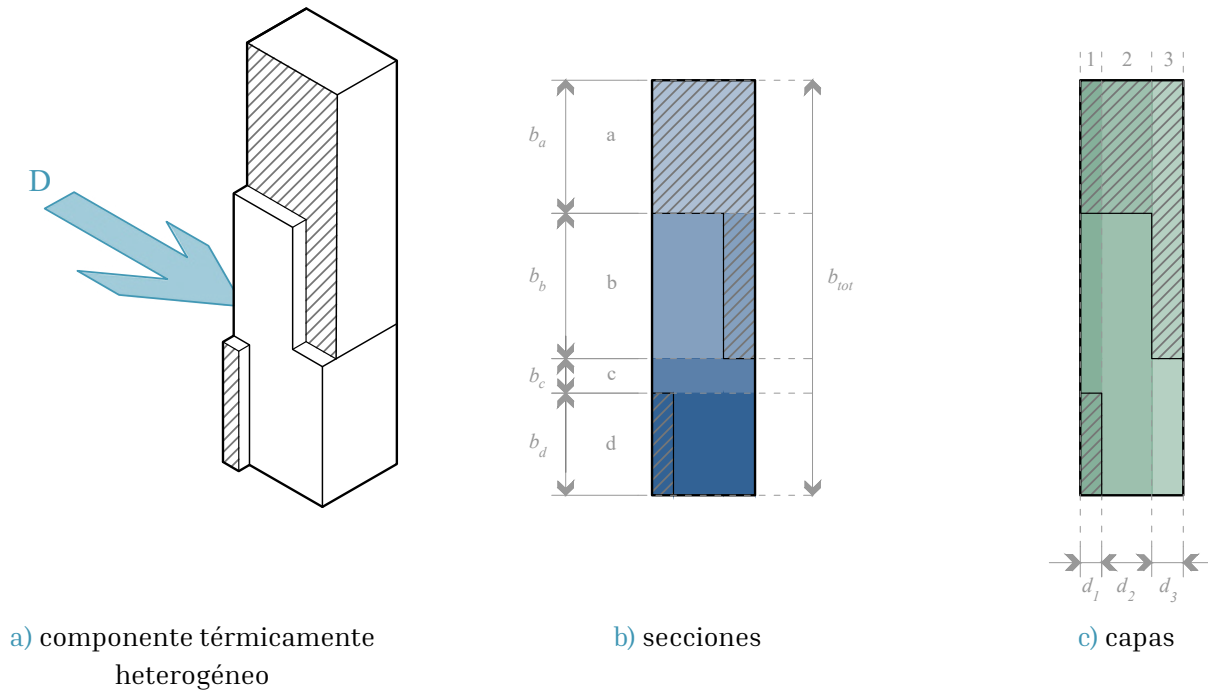 D
a) componente térmicamente
heterogéneo
b_a
a
b_b
b
b_tot
b_c
c
b_d
d
b) secciones
1 2 3
d_1 d_2 d_3
c) capas